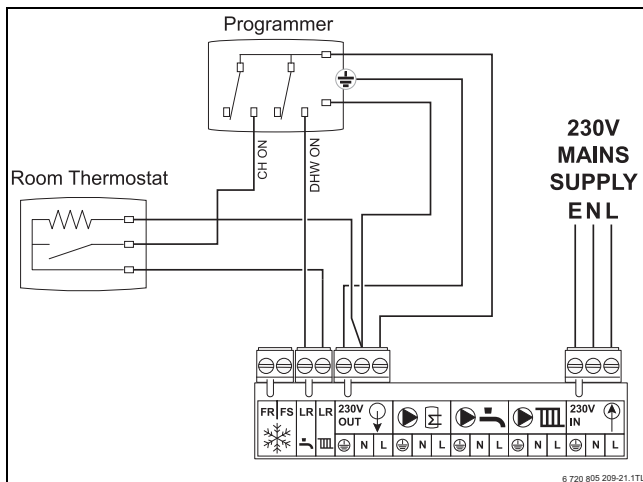 Programmer
CH ON
DHW ON
Room Thermostat
230V
MAINS
SUPPLY
E N L
FR FS LR LR 230V OUT 230V IN
N L N L N L N L N L
6 720 805 209-21.1TL